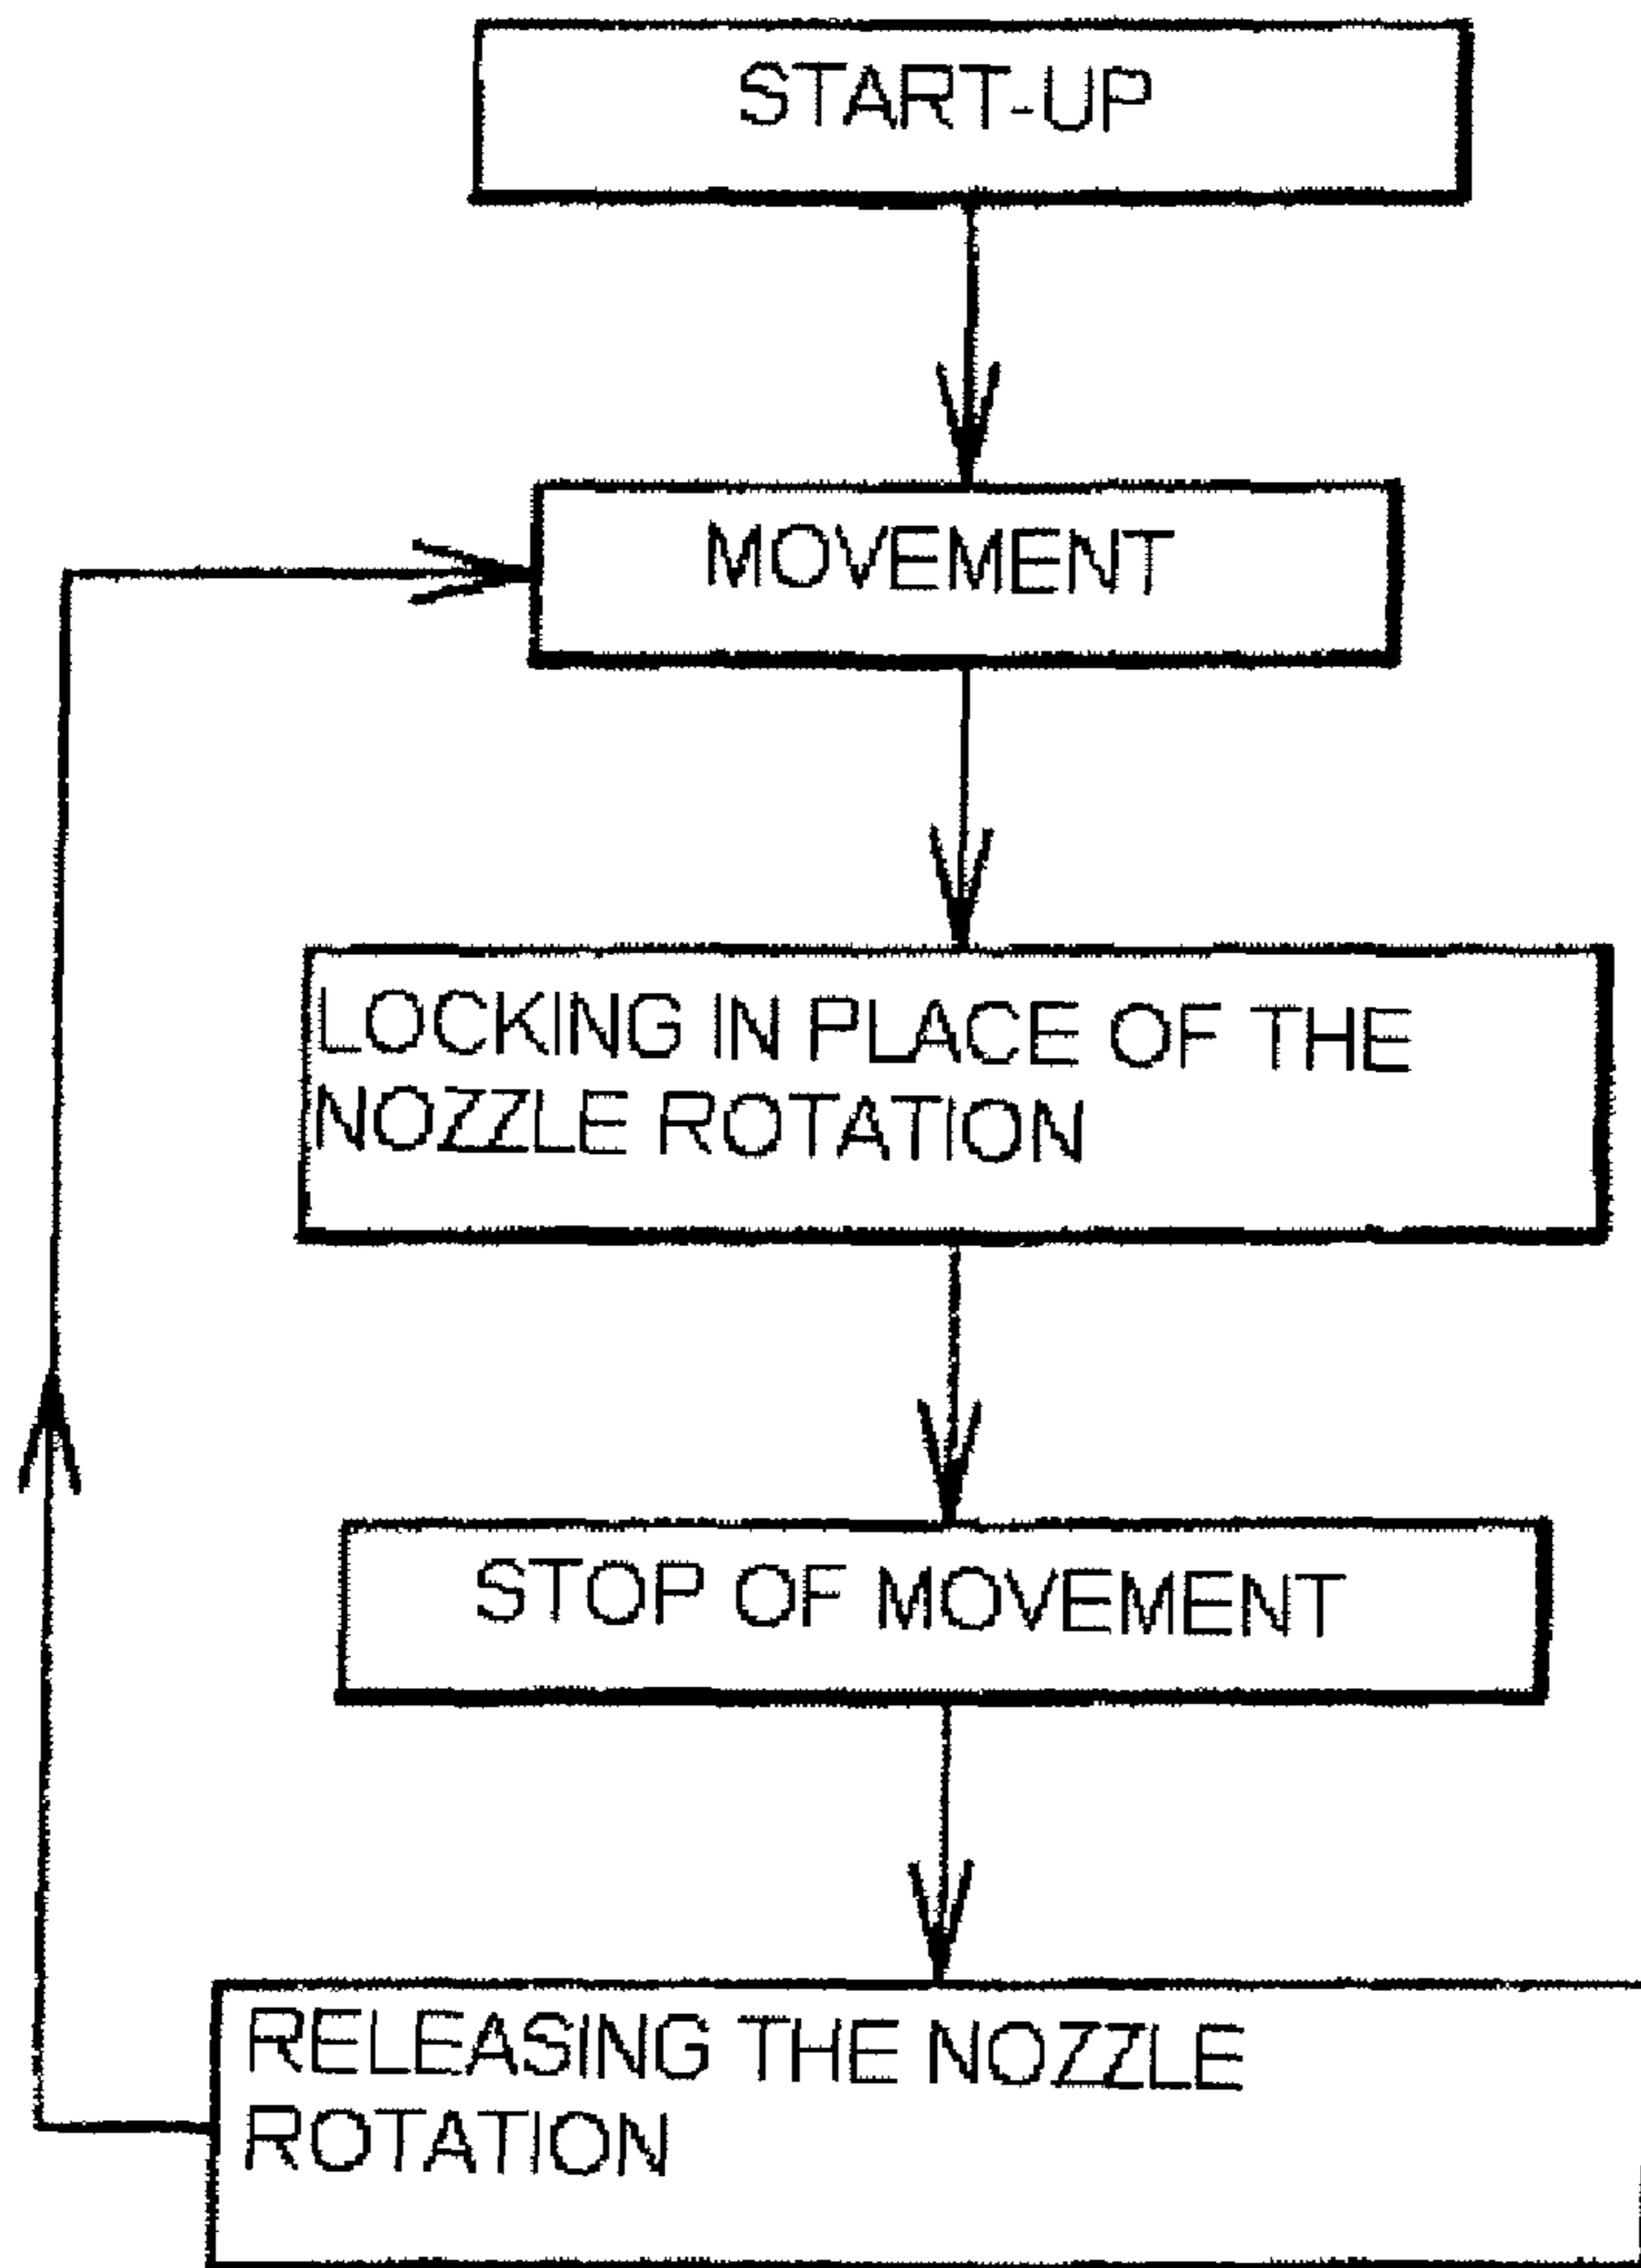 START-UP
MOVEMENT
LOCKING IN PLACE OF THE
NOZZLE ROTATION
STOP OF MOVEMENT
RELEASING THE NOZZLE
ROTATION